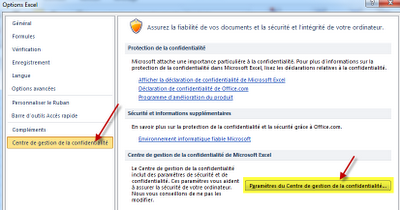 Options Excel
Général
Formules
Vérification
Enregistrement
Langue
Options avancées
Personnaliser le Ruban
Barre d'outils Accès rapide
Compléments
Centre de gestion de la confidentialité
Assurez la fiabilité de vos documents et la sécurité et l'intégrité de votre ordinateur.
Protection de la confidentialité
Microsoft attache une importance particulière à la confidentialité. Pour plus d'informations sur la
protection de la confidentialité dans Microsoft Excel, lisez les déclarations relatives à la confidentialité.
Afficher la déclaration de confidentialité de Microsoft Excel
Déclaration de confidentialité de Office.com
Programme d'amélioration du produit
Sécurité et informations supplémentaires
En savoir plus sur la protection de la confidentialité et la sécurité grâce à Office.com.
Environnement informatique fiable Microsoft
Centre de gestion de la confidentialité de Microsoft Excel
Le Centre de gestion de la confidentialité
inclut des paramètres de sécurité et de
confidentialité. Ces paramètres vous aident
à assurer la sécurité de votre ordinateur.
Nous vous conseillons de ne pas les
modifier.
Paramètres du Centre de gestion de la confidentialité...